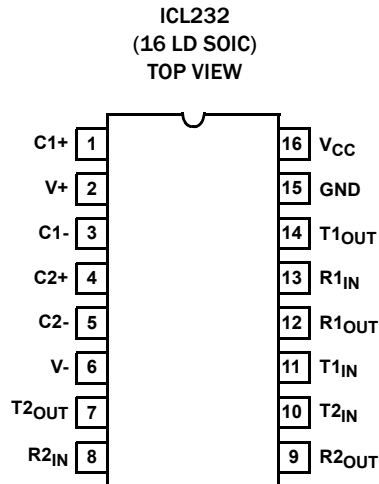 ICL232
(16 LD SOIC)
TOP VIEW
C1+ 1 16 VCC
V+ 2 15 GND
C1- 3 14 T1OUT
C2+ 4 13 R1IN
C2- 5 12 R1OUT
V- 6 11 T1IN
T2OUT 7 10 T2IN
R2IN 8 9 R2OUT